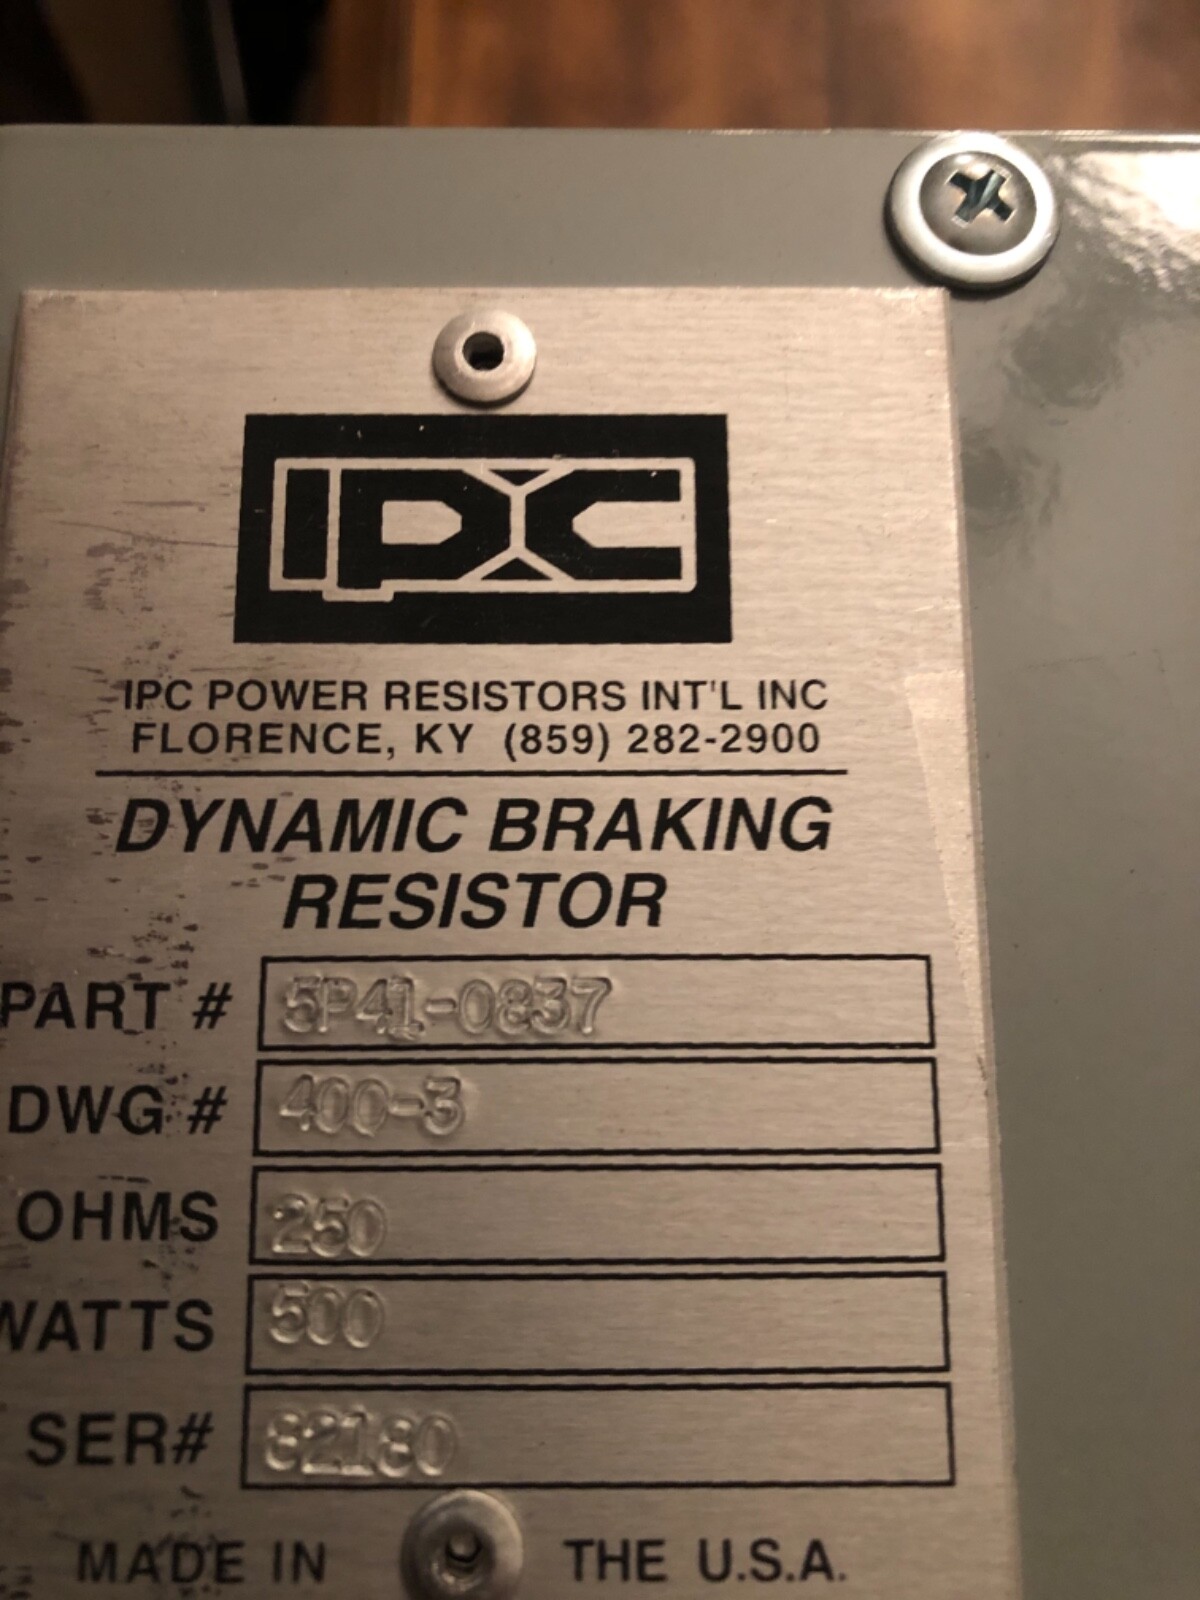 IPC
IPC POWER RESISTORS INT'L INC
FLORENCE, KY (859) 282-2900
DYNAMIC BRAKING
RESISTOR
PART # 5P41-0837
DWG # 400-3
OHMS 250
WATTS 500
SER# 82180
MADE IN THE U.S.A.